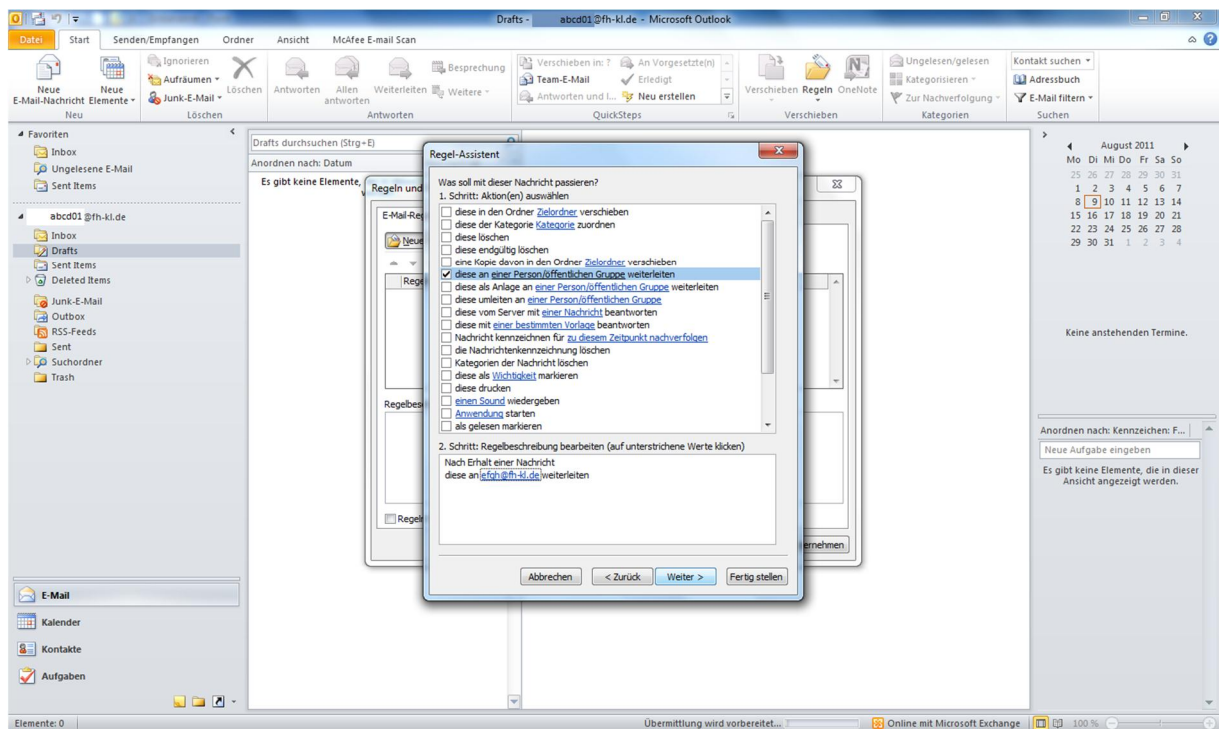 Drafts - abcd01@fh-kl.de - Microsoft Outlook
Datei Start Senden/Empfangen Ordner Ansicht McAfee E-mail Scan
Neue E-Mail-Nachricht
Neue Elemente
Neu
Ignorieren
Aufräumen
Junk-E-Mail
Löschen
Löschen
Antworten
Allen antworten
Weiterleiten
Besprechung
Weitere
Antworten
Verschieben in: ?
An Vorgesetzte(n)
Team-E-Mail
Erledigt
Antworten und l...
Neu erstellen
QuickSteps
Verschieben
Regeln
OneNote
Verschieben
Ungelesen/gelesen
Kategorisieren
Zur Nachverfolgung
Kategorien
Kontakt suchen
Adressbuch
E-Mail filtern
Suchen
Favoriten
Inbox
Ungelesene E-Mail
Sent Items
abcd01@fh-kl.de
Inbox
Drafts
Sent Items
Deleted Items
Junk-E-Mail
Outbox
RSS-Feeds
Sent
Suchordner
Trash
E-Mail
Kalender
Kontakte
Aufgaben
Drafts durchsuchen (Strg+E)
Anordnen nach: Datum
Es gibt keine Elemente,
Regeln und
E-Mail-Reg
Neue
Rege
Regelbes
Regel
ernehmen
Regel-Assistent
Was soll mit dieser Nachricht passieren?
1. Schritt: Aktion(en) auswählen
diese in den Ordner Zielordner verschieben
diese der Kategorie Kategorie zuordnen
diese löschen
diese endgültig löschen
eine Kopie davon in den Ordner Zielordner verschieben
diese an einer Person/öffentlichen Gruppe weiterleiten
diese als Anlage an einer Person/öffentlichen Gruppe weiterleiten
diese umleiten an einer Person/öffentlichen Gruppe
diese vom Server mit einer Nachricht beantworten
diese mit einer bestimmten Vorlage beantworten
Nachricht kennzeichnen für zu diesem Zeitpunkt nachverfolgen
die Nachrichtenkennzeichnung löschen
Kategorien der Nachricht löschen
diese als Wichtigkeit markieren
diese drucken
einen Sound wiedergeben
Anwendung starten
als gelesen markieren
2. Schritt: Regelbeschreibung bearbeiten (auf unterstrichene Werte klicken)
Nach Erhalt einer Nachricht
diese an efgh@fh-kl.de weiterleiten
Abbrechen < Zurück Weiter > Fertig stellen
August 2011
Mo Di Mi Do Fr Sa So
25 26 27 28 29 30 31
1 2 3 4 5 6 7
8 9 10 11 12 13 14
15 16 17 18 19 20 21
22 23 24 25 26 27 28
29 30 31 1 2 3 4
Keine anstehenden Termine.
Anordnen nach: Kennzeichen: F...
Neue Aufgabe eingeben
Es gibt keine Elemente, die in dieser
Ansicht angezeigt werden.
Elemente: 0
Übermittlung wird vorbereitet...
Online mit Microsoft Exchange
100 %